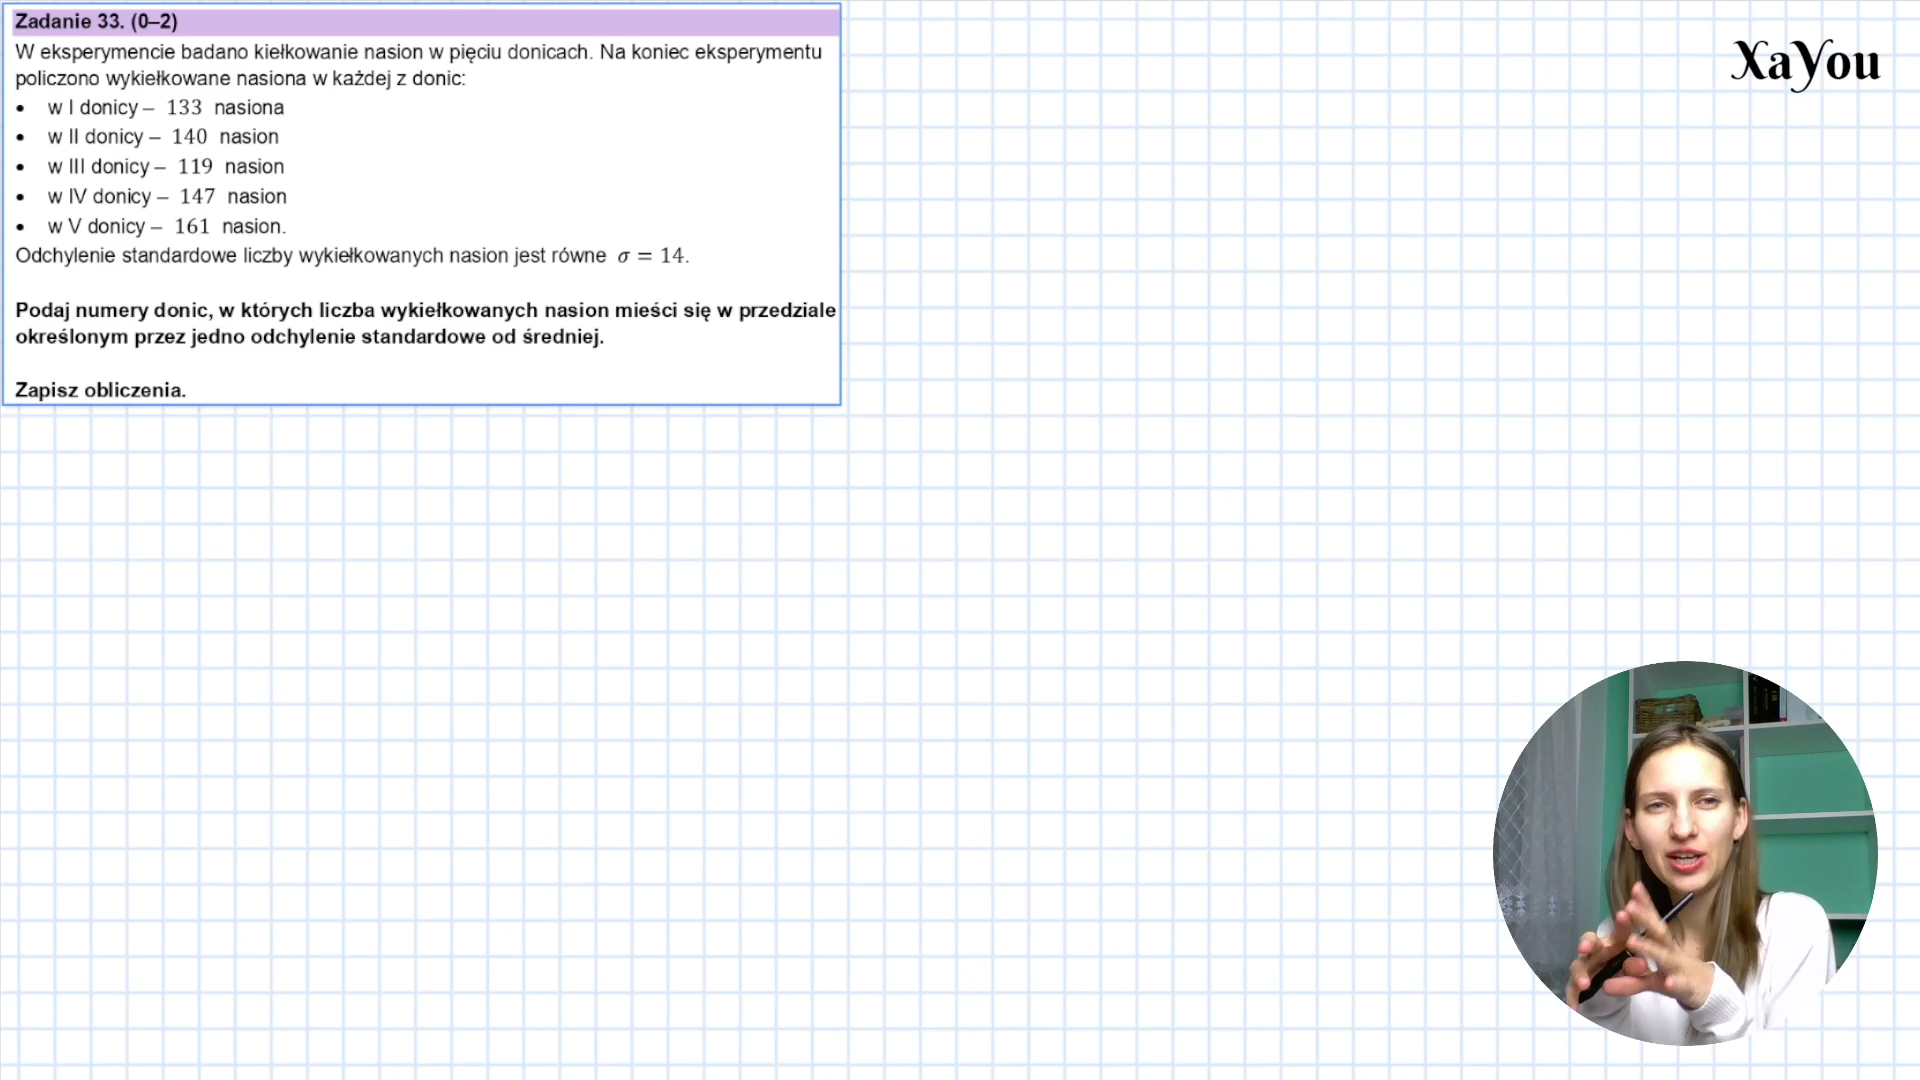 Zadanie 33. (0–2)
W eksperymencie badano kiełkowanie nasion w pięciu donicach. Na koniec eksperymentu
policzono wykiełkowane nasiona w każdej z donic:
• w I donicy – 133 nasiona
• w II donicy – 140 nasion
• w III donicy – 119 nasion
• w IV donicy – 147 nasion
• w V donicy – 161 nasion.
Odchylenie standardowe liczby wykiełkowanych nasion jest równe σ = 14.
Podaj numery donic, w których liczba wykiełkowanych nasion mieści się w przedziale
określonym przez jedno odchylenie standardowe od średniej.
Zapisz obliczenia.
XaYou